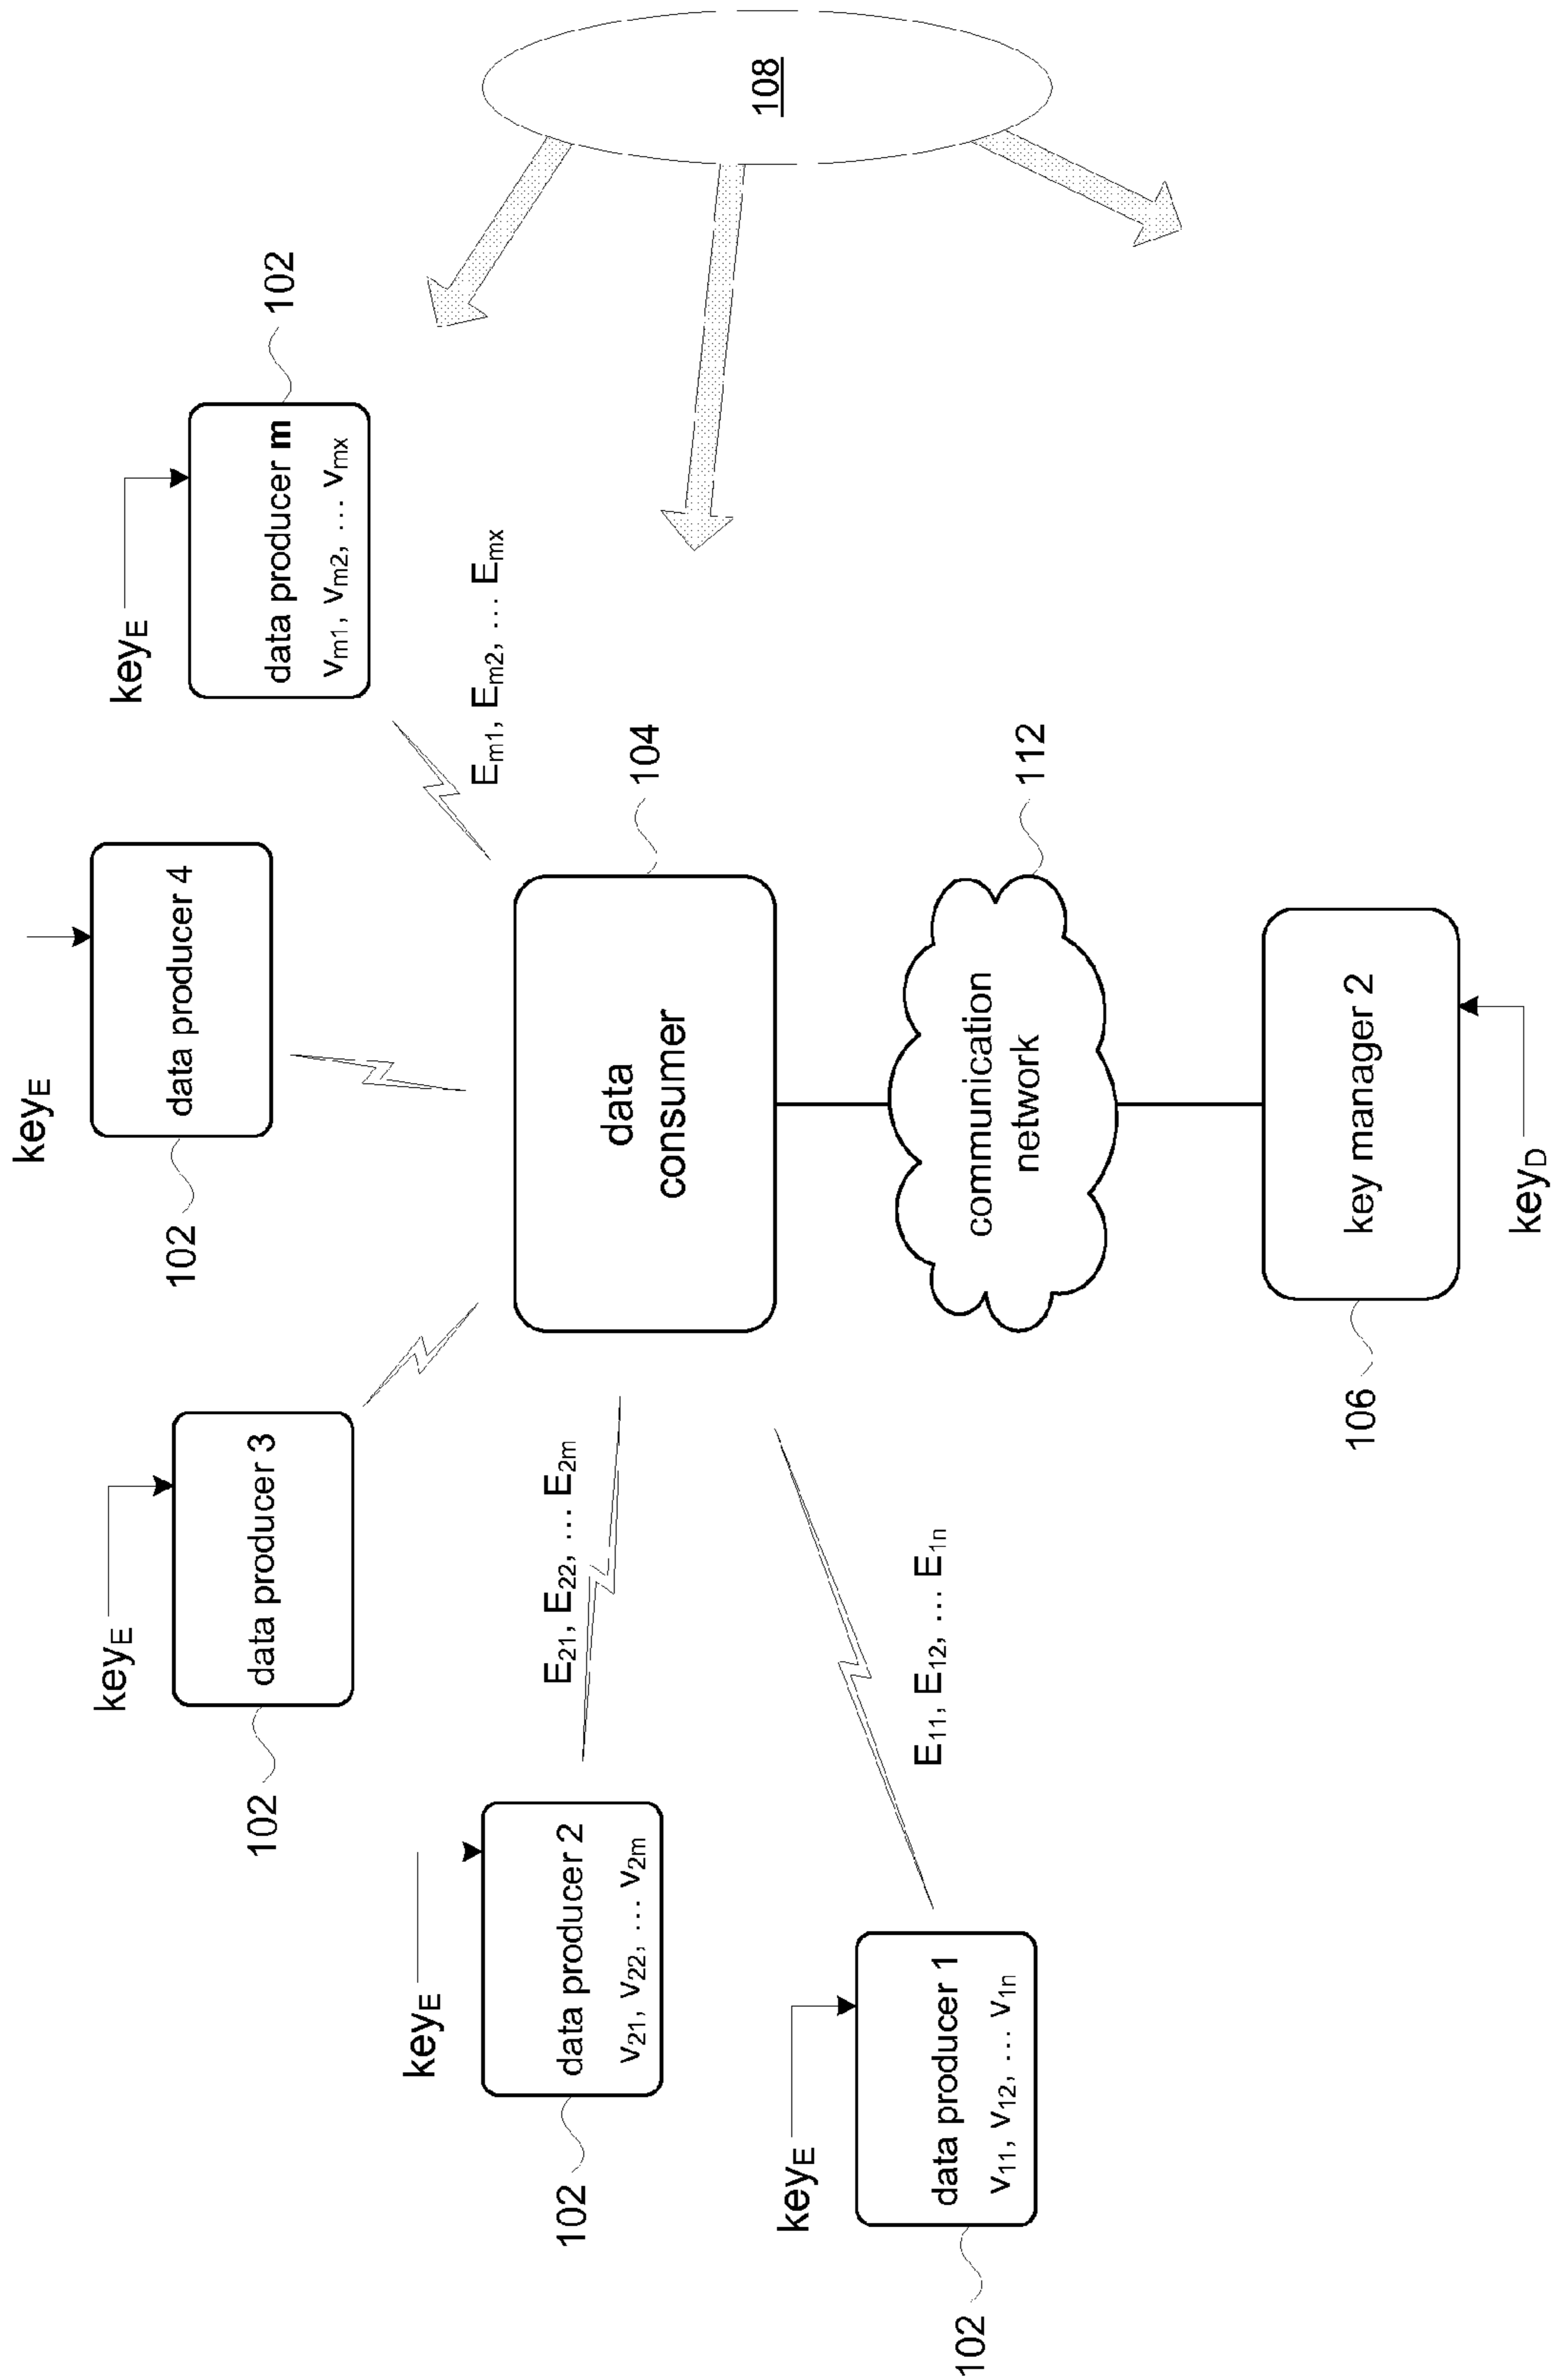 key_E
data producer 4
102
key_E
data producer 3
102
key_E
data producer m
v_m1, v_m2, … v_mx
102
E_m1, E_m2, … E_mx
key_E
data producer 2
v_21, v_22, … v_2m
102
E_21, E_22, … E_2m
data
consumer
104
108
key_E
data producer 1
v_11, v_12, … v_1n
102
E_11, E_12, … E_1n
communication
network
112
key manager 2
106
key_D